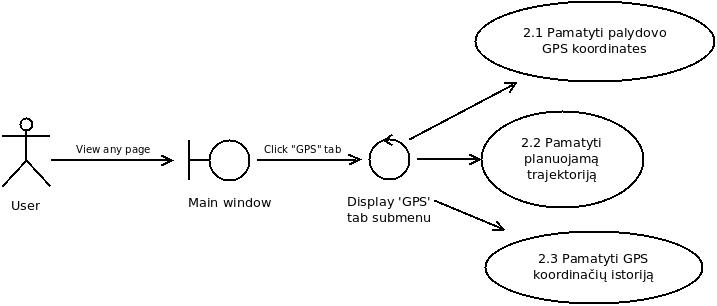 2.1 Pamatyti palydovo
GPS koordinates
View any page
Click "GPS" tab
2.2 Pamatyti
planuojamą
trajektoriją
User
Main window
Display 'GPS'
tab submenu
2.3 Pamatyti GPS
koordinačių istoriją